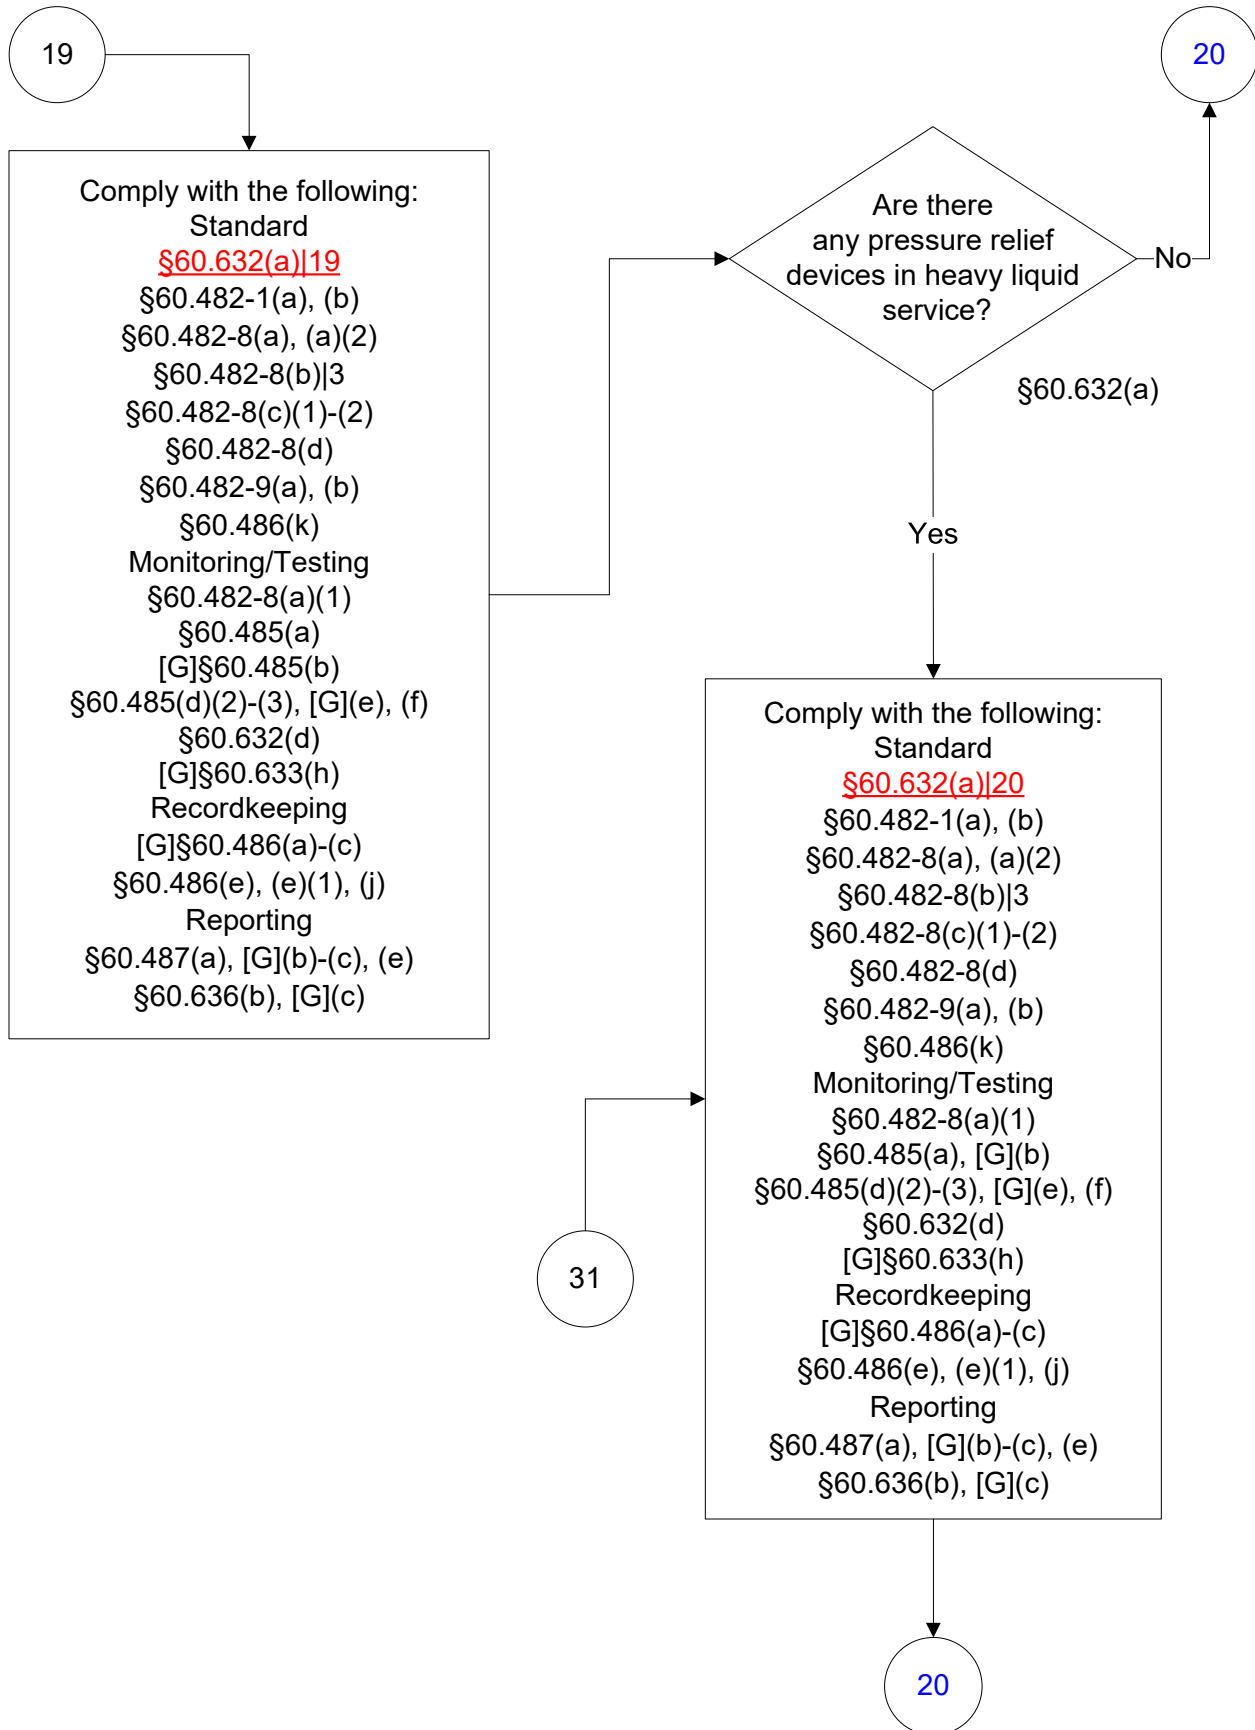 19
20
Comply with the following:
Standard
§60.632(a)|19
§60.482-1(a), (b)
§60.482-8(a), (a)(2)
§60.482-8(b)|3
§60.482-8(c)(1)-(2)
§60.482-8(d)
§60.482-9(a), (b)
§60.486(k)
Monitoring/Testing
§60.482-8(a)(1)
§60.485(a)
[G]§60.485(b)
§60.485(d)(2)-(3), [G](e), (f)
§60.632(d)
[G]§60.633(h)
Recordkeeping
[G]§60.486(a)-(c)
§60.486(e), (e)(1), (j)
Reporting
§60.487(a), [G](b)-(c), (e)
§60.636(b), [G](c)
Are there
any pressure relief
devices in heavy liquid
service?
No
§60.632(a)
Yes
Comply with the following:
Standard
§60.632(a)|20
§60.482-1(a), (b)
§60.482-8(a), (a)(2)
§60.482-8(b)|3
§60.482-8(c)(1)-(2)
§60.482-8(d)
§60.482-9(a), (b)
§60.486(k)
Monitoring/Testing
§60.482-8(a)(1)
§60.485(a), [G](b)
§60.485(d)(2)-(3), [G](e), (f)
§60.632(d)
[G]§60.633(h)
Recordkeeping
[G]§60.486(a)-(c)
§60.486(e), (e)(1), (j)
Reporting
§60.487(a), [G](b)-(c), (e)
§60.636(b), [G](c)
31
20